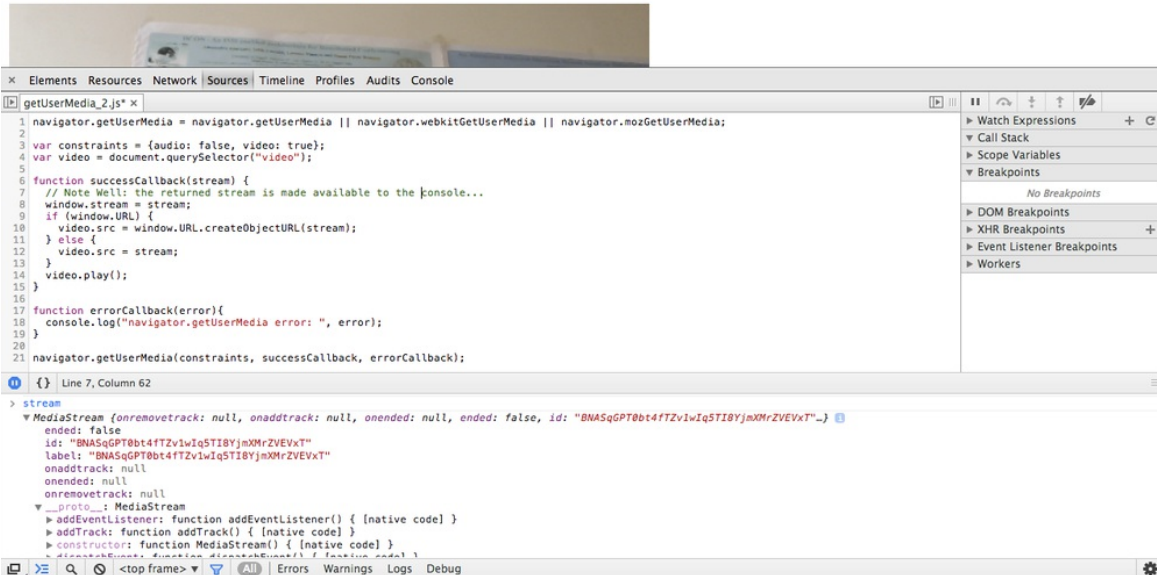 × Elements Resources Network Sources Timeline Profiles Audits Console
getUserMedia_2.js* ×
1 navigator.getUserMedia = navigator.getUserMedia || navigator.webkitGetUserMedia || navigator.mozGetUserMedia;
2
3 var constraints = {audio: false, video: true};
4 var video = document.querySelector("video");
5
6 function successCallback(stream) {
7 // Note Well: the returned stream is made available to the console...
8 window.stream = stream;
9 if (window.URL) {
10 video.src = window.URL.createObjectURL(stream);
11 } else {
12 video.src = stream;
13 }
14 video.play();
15 }
16
17 function errorCallback(error){
18 console.log("navigator.getUserMedia error: ", error);
19 }
20
21 navigator.getUserMedia(constraints, successCallback, errorCallback);
Watch Expressions +
Call Stack
Scope Variables
Breakpoints
No Breakpoints
DOM Breakpoints
XHR Breakpoints +
Event Listener Breakpoints
Workers
{} Line 7, Column 62
> stream
MediaStream {onremovetrack: null, onaddtrack: null, onended: null, ended: false, id: "BNASqGPT0bt4fTZv1wIq5TI8YjmXMrZVEVxT"…}
ended: false
id: "BNASqGPT0bt4fTZv1wIq5TI8YjmXMrZVEVxT"
label: "BNASqGPT0bt4fTZv1wIq5TI8YjmXMrZVEVxT"
onaddtrack: null
onended: null
onremovetrack: null
__proto__: MediaStream
addEventListener: function addEventListener() { [native code] }
addTrack: function addTrack() { [native code] }
constructor: function MediaStream() { [native code] }
dispatchEvent: function dispatchEvent() { [native code] }
<top frame> All | Errors Warnings Logs Debug